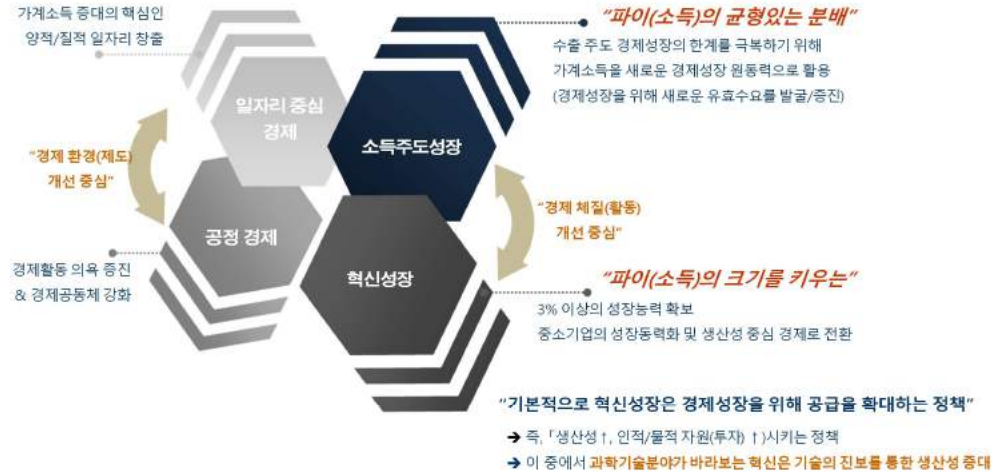 가계소득 증대의 핵심인
양적/질적 일자리 창출
"파이(소득)의 균형있는 분배"
수출 주도 경제성장의 한계를 극복하기 위해
가계소득을 새로운 경제성장 원동력으로 활용
(경제성장을 위해 새로운 유효수요를 발굴/증진)
일자리 중심
경제
소득주도성장
"경제 환경(제도)
개선 중심"
"경제 체질(활동)
개선 중심"
공정 경제
혁신성장
경제활동 의욕 증진
& 경제공동체 강화
"파이(소득)의 크기를 키우는"
3% 이상의 성장능력 확보
중소기업의 성장동력화 및 생산성 중심 경제로 전환
"기본적으로 혁신성장은 경제성장을 위해 공급을 확대하는 정책"
➔ 즉, 「생산성↑, 인적/물적 자원(투자) ↑)시키는 정책
➔ 이 중에서 과학기술분야가 바라보는 혁신은 기술의 진보를 통한 생산성 증대